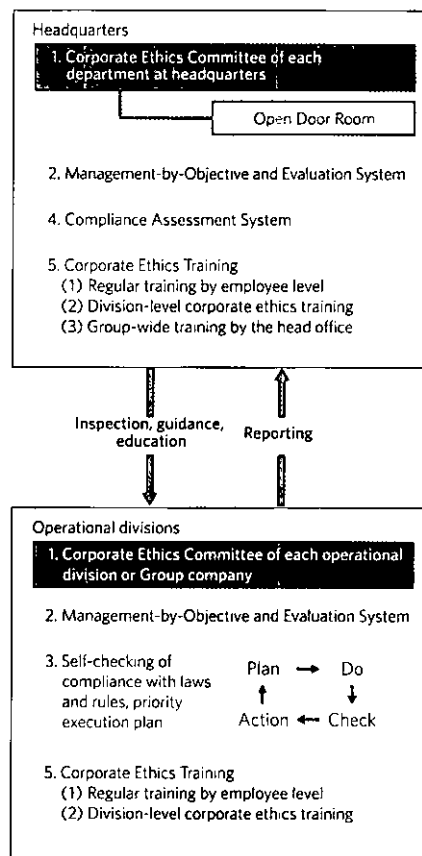 Headquarters
1. Corporate Ethics Committee of each
department at headquarters
Open Door Room
2. Management-by-Objective and Evaluation System
4. Compliance Assessment System
5. Corporate Ethics Training
(1) Regular training by employee level
(2) Division-level corporate ethics training
(3) Group-wide training by the head office
Inspection, guidance,
education
Reporting
Operational divisions
1. Corporate Ethics Committee of each operational
division or Group company
2. Management-by-Objective and Evaluation System
3. Self-checking of
compliance with laws
and rules, priority
execution plan
Plan → Do
↑ ↓
Action ← Check
5. Corporate Ethics Training
(1) Regular training by employee level
(2) Division-level corporate ethics training